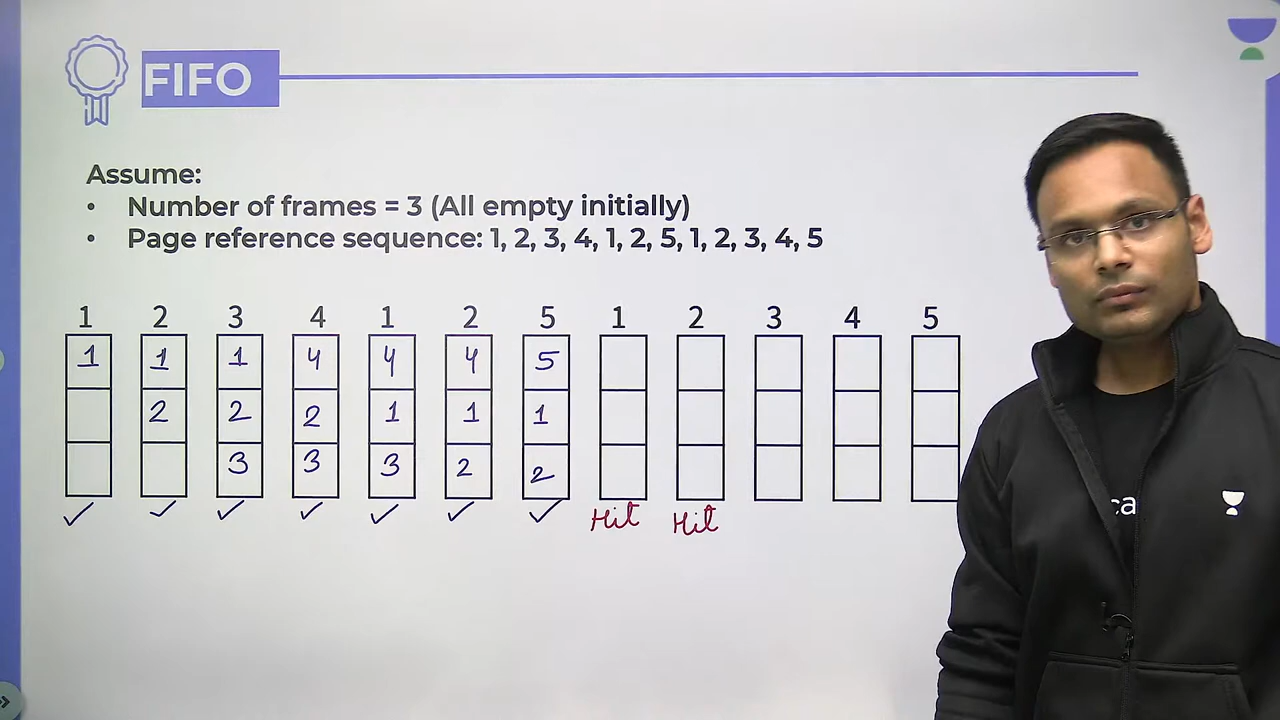 FIFO
Assume:
• Number of frames = 3 (All empty initially)
• Page reference sequence: 1, 2, 3, 4, 1, 2, 5, 1, 2, 3, 4, 5
1 2 3 4 1 2 5 1 2 3 4 5
1 1 1 4 4 4 5
2 2 2 1 1 1
3 3 3 2 2
✓ ✓ ✓ ✓ ✓ ✓ ✓ Hit Hit
ca